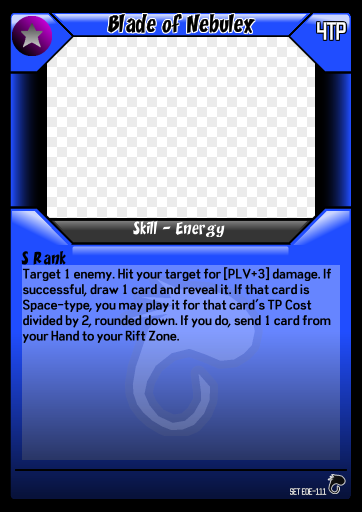 Blade of Nebulex
4TP
Skill - Energy
S Rank
Target 1 enemy. Hit your target for [PLV+3] damage. If
successful, draw 1 card and reveal it. If that card is
Space-type, you may play it for that card's TP Cost
divided by 2, rounded down. If you do, send 1 card from
your Hand to your Rift Zone.
SET EDE-111